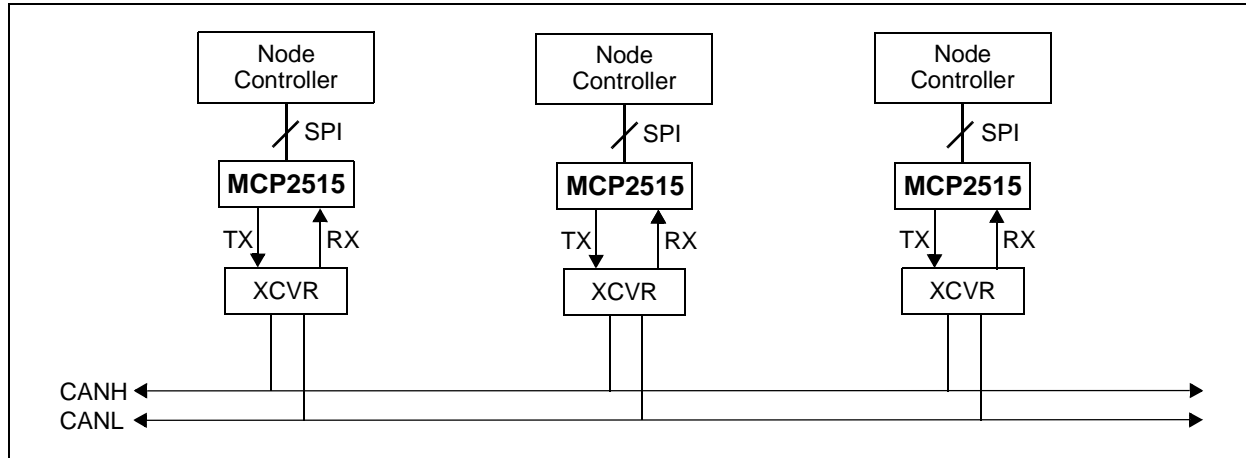 Node
Controller
Node
Controller
Node
Controller
SPI
SPI
SPI
MCP2515
MCP2515
MCP2515
TX
RX
TX
RX
TX
RX
XCVR
XCVR
XCVR
CANH
CANL